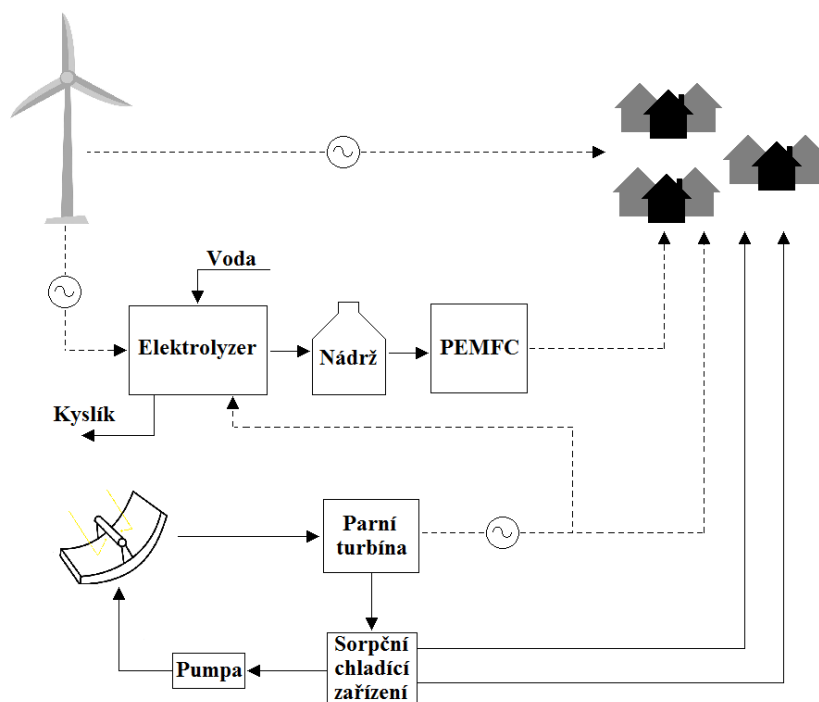 Voda
Elektrolyzer
Nádrž
PEMFC
Kyslík
Parní
turbína
Sorpční
chladící
zařízení
Pumpa